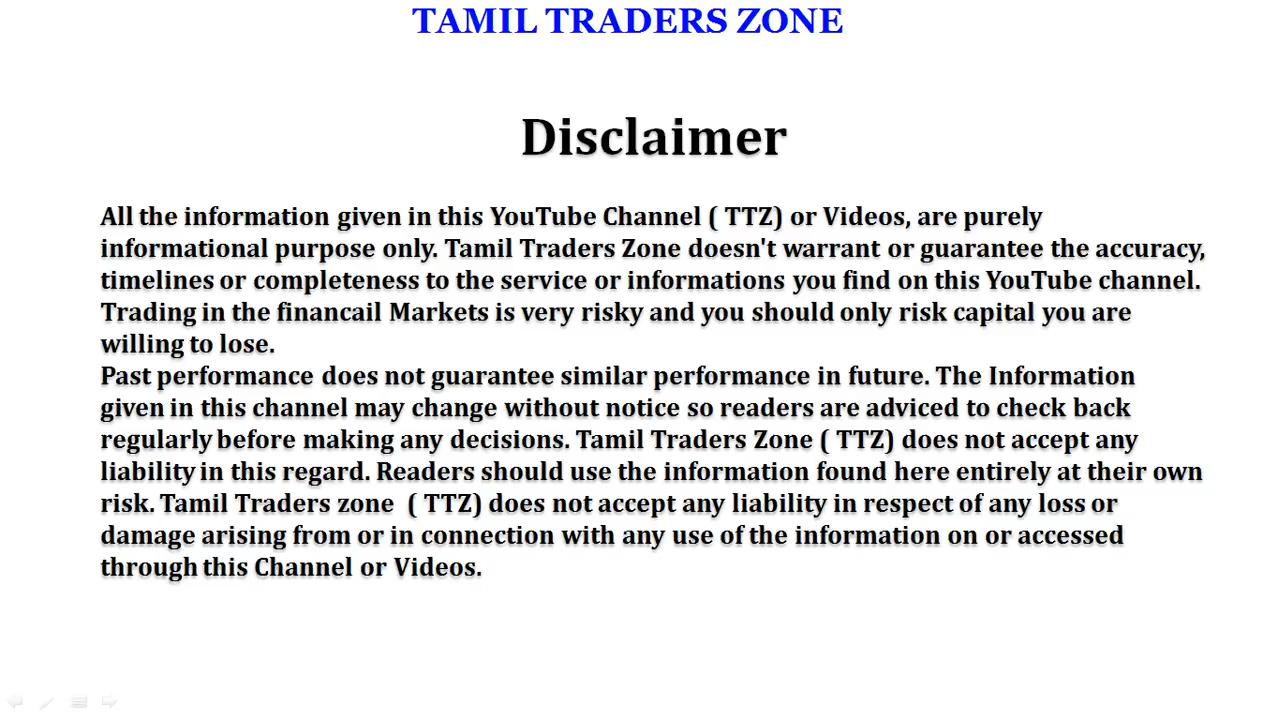 TAMIL TRADERS ZONE
Disclaimer
All the information given in this YouTube Channel ( TTZ) or Videos, are purely
informational purpose only. Tamil Traders Zone doesn't warrant or guarantee the accuracy,
timelines or completeness to the service or informations you find on this YouTube channel.
Trading in the financail Markets is very risky and you should only risk capital you are
willing to lose.
Past performance does not guarantee similar performance in future. The Information
given in this channel may change without notice so readers are adviced to check back
regularly before making any decisions. Tamil Traders Zone ( TTZ) does not accept any
liability in this regard. Readers should use the information found here entirely at their own
risk. Tamil Traders zone  ( TTZ) does not accept any liability in respect of any loss or
damage arising from or in connection with any use of the information on or accessed
through this Channel or Videos.